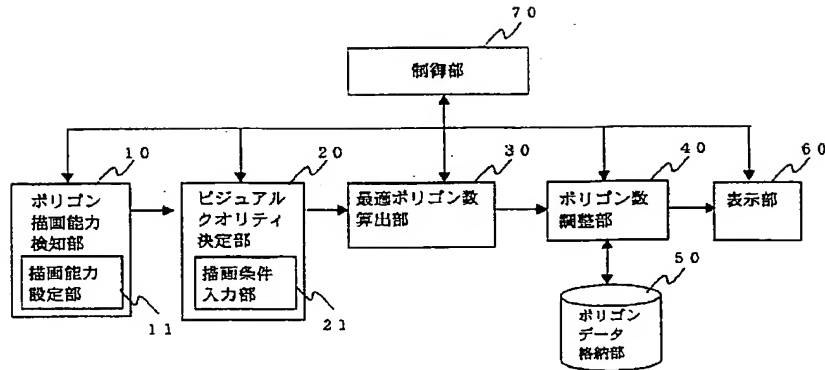 70
制御部
10
20
30
40
60
ポリゴン
描画能力
検知部
描画能力
設定部
11
ビジュアル
クオリティ
決定部
描画条件
入力部
21
最適ポリゴン数
算出部
ポリゴン数
調整部
表示部
50
ポリゴン
データ
格納部